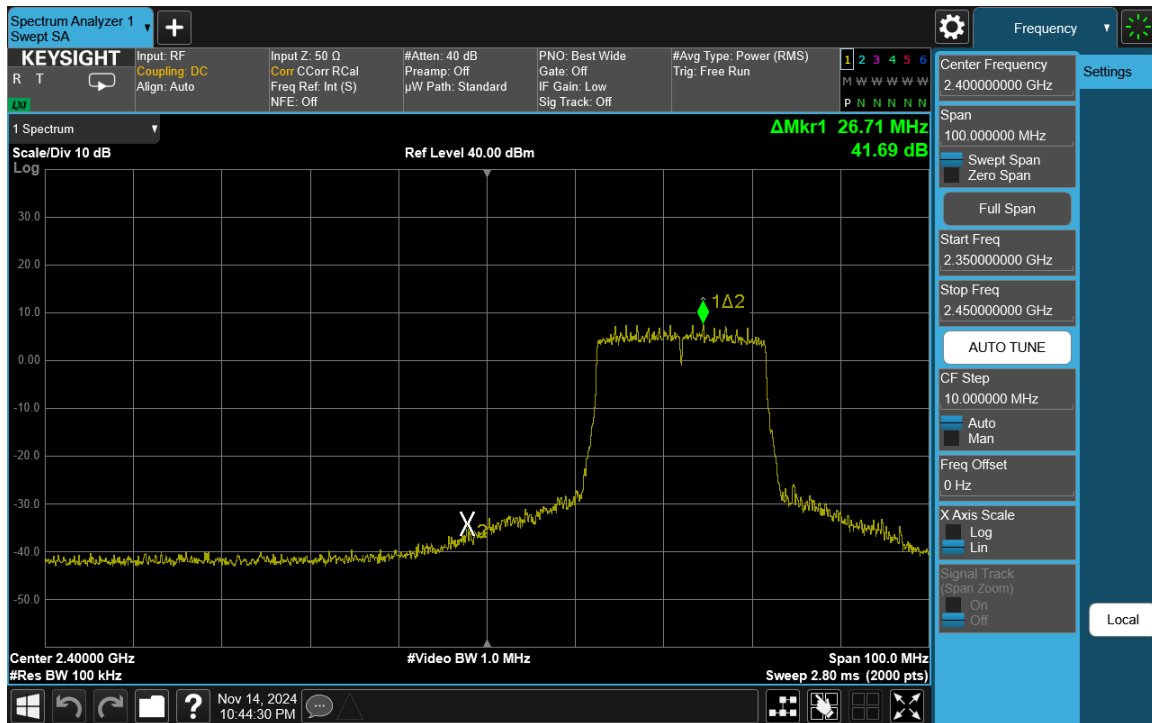 Spectrum Analyzer 1
Swept SA
Frequency
KEYSIGHT
R T
LXI
Input: RF
Coupling: DC
Align: Auto
Input Z: 50 Ω
Corr CCorr RCal
Freq Ref: Int (S)
NFE: Off
#Atten: 40 dB
Preamp: Off
µW Path: Standard
PNO: Best Wide
Gate: Off
IF Gain: Low
Sig Track: Off
#Avg Type: Power (RMS)
Trig: Free Run
1 2 3 4 5 6
M W W W W W
P N N N N N
1 Spectrum
ΔMkr1 26.71 MHz
41.69 dB
Scale/Div 10 dB
Ref Level 40.00 dBm
Log
30.0
20.0
10.0
0.00
-10.0
-20.0
-30.0
-40.0
-50.0
1Δ2
X2
Center 2.40000 GHz
#Video BW 1.0 MHz
Span 100.0 MHz
#Res BW 100 kHz
Sweep 2.80 ms (2000 pts)
Center Frequency
2.400000000 GHz
Settings
Span
100.000000 MHz
Swept Span
Zero Span
Full Span
Start Freq
2.350000000 GHz
Stop Freq
2.450000000 GHz
AUTO TUNE
CF Step
10.000000 MHz
Auto
Man
Freq Offset
0 Hz
X Axis Scale
Log
Lin
Signal Track
(Span Zoom)
On
Off
Local
?
Nov 14, 2024
10:44:30 PM